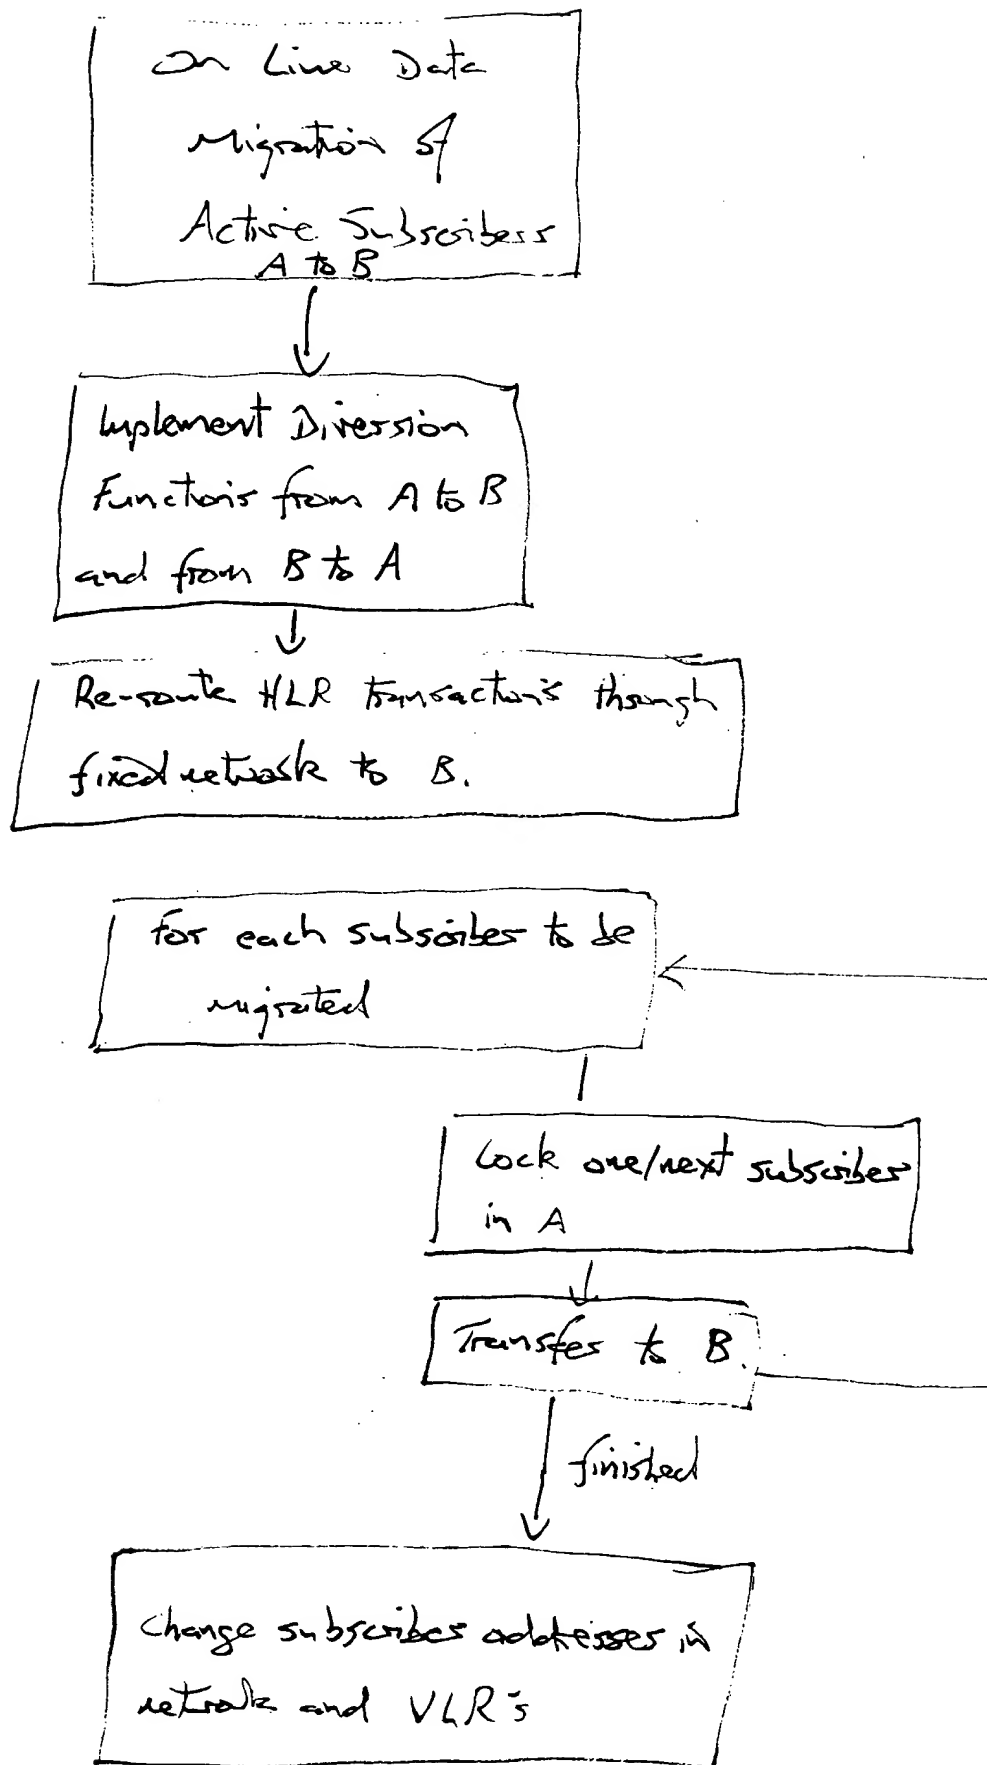 On Line Data
Migration of
Active Subscribers
A to B
Implement Diversion
Functions from A to B
and from B to A
Re-route HLR transactions through
fixed network to B.
For each subscriber to be
migrated
Lock one/next subscriber
in A
Transfer to B.
finished
Change subscriber addresses in
network and VLR's